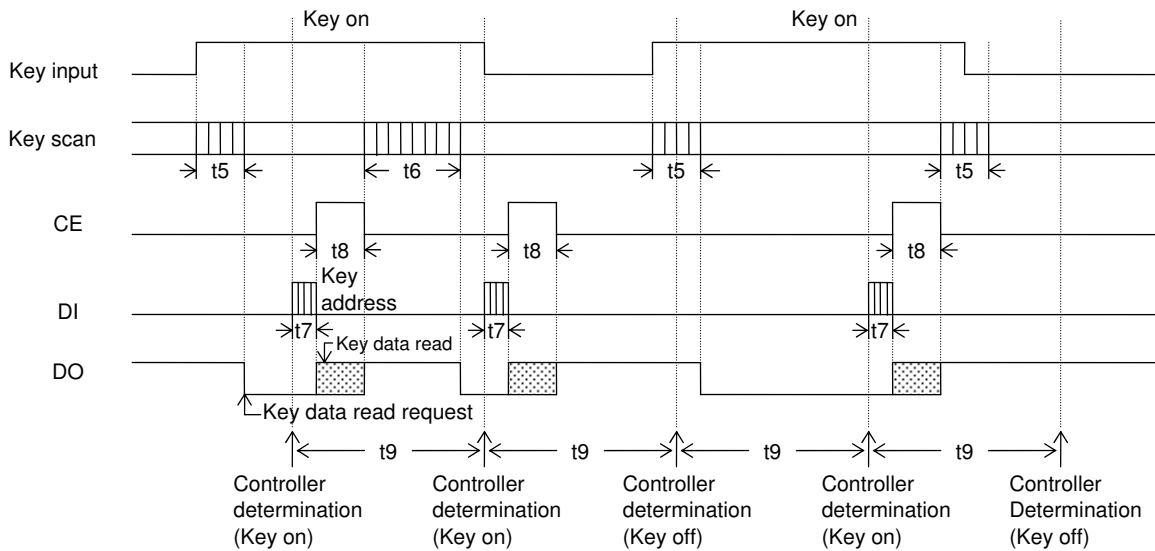 Key on
Key on
Key input
Key scan
t5
t6
t5
t5
CE
t8
t8
t8
Key
address
DI
t7
t7
t7
Key data read
DO
Key data read request
t9
t9
t9
t9
Controller
determination
(Key on)
Controller
determination
(Key on)
Controller
determination
(Key off)
Controller
determination
(Key on)
Controller
Determination
(Key off)